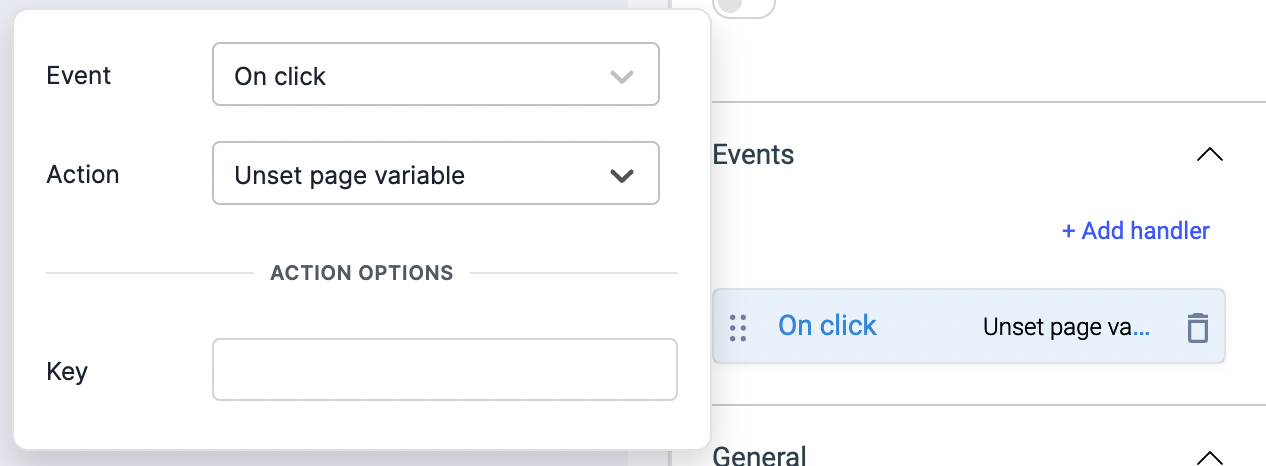 Event
On click
Action
Unset page variable
ACTION OPTIONS
Key
Events
+ Add handler
On click
Unset page va...
General